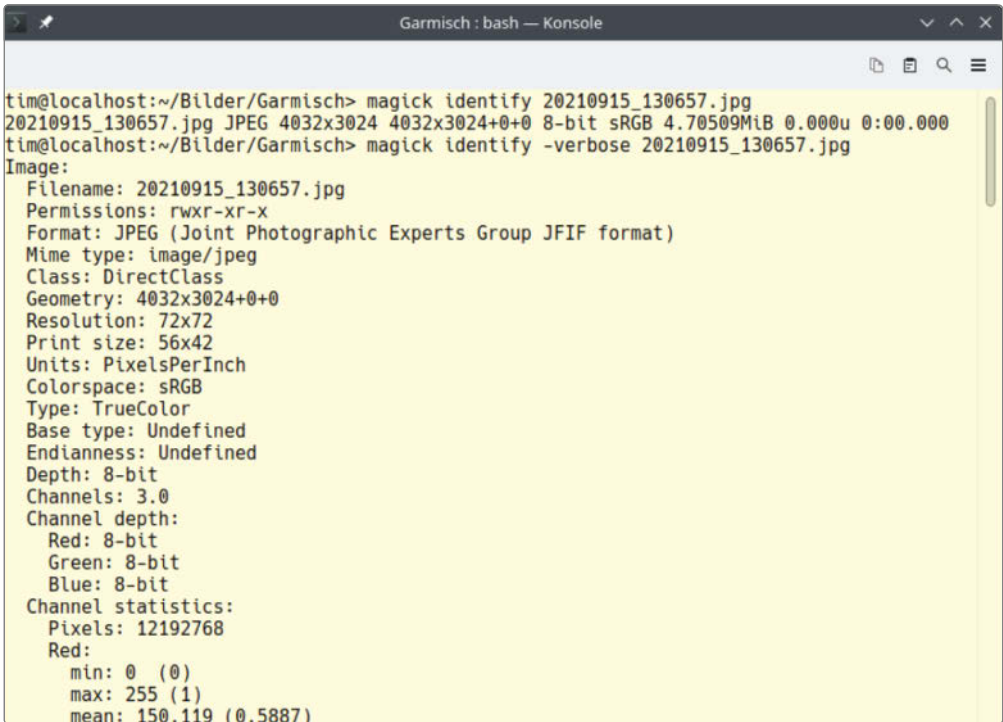 Garmisch : bash — Konsole
tim@localhost:~/Bilder/Garmisch> magick identify 20210915_130657.jpg
20210915_130657.jpg JPEG 4032x3024 4032x3024+0+0 8-bit sRGB 4.70509MiB 0.000u 0:00.000
tim@localhost:~/Bilder/Garmisch> magick identify -verbose 20210915_130657.jpg
Image:
  Filename: 20210915_130657.jpg
  Permissions: rwxr-xr-x
  Format: JPEG (Joint Photographic Experts Group JFIF format)
  Mime type: image/jpeg
  Class: DirectClass
  Geometry: 4032x3024+0+0
  Resolution: 72x72
  Print size: 56x42
  Units: PixelsPerInch
  Colorspace: sRGB
  Type: TrueColor
  Base type: Undefined
  Endianness: Undefined
  Depth: 8-bit
  Channels: 3.0
  Channel depth:
    Red: 8-bit
    Green: 8-bit
    Blue: 8-bit
  Channel statistics:
    Pixels: 12192768
    Red:
      min: 0  (0)
      max: 255 (1)
      mean: 150.119 (0.5887)